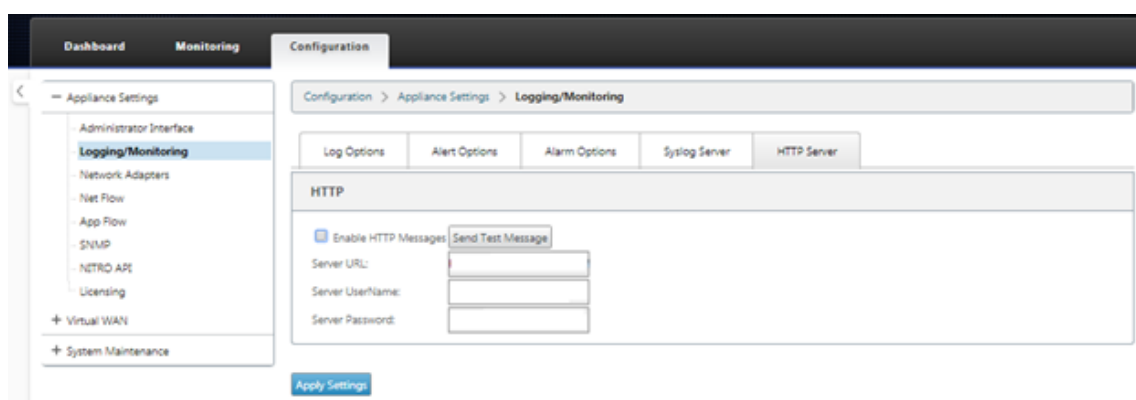 Dashboard Monitoring Configuration
Configuration > Appliance Settings > Logging/Monitoring
− Appliance Settings
Administrator Interface
Logging/Monitoring
Network Adapters
Net Flow
App Flow
SNMP
NITRO API
Licensing
+ Virtual WAN
+ System Maintenance
Log Options Alert Options Alarm Options Syslog Server HTTP Server
HTTP
Enable HTTP Messages Send Test Message
Server URL:
Server UserName:
Server Password:
Apply Settings